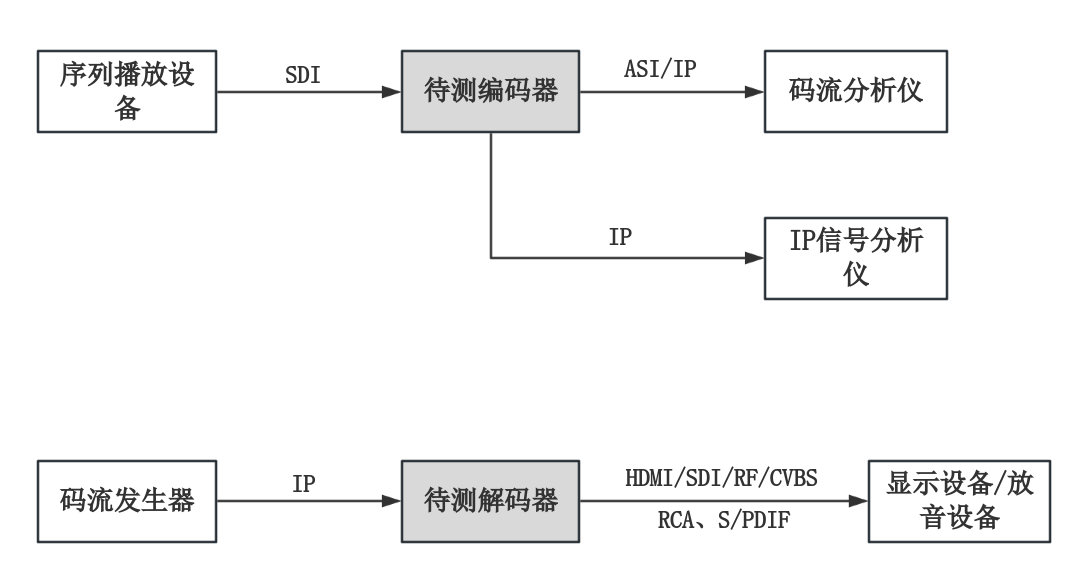 序列播放设
备
SDI
待测编码器
ASI/IP
码流分析仪
IP
IP信号分析
仪
码流发生器
IP
待测解码器
HDMI/SDI/RF/CVBS
RCA、S/PDIF
显示设备/放
音设备